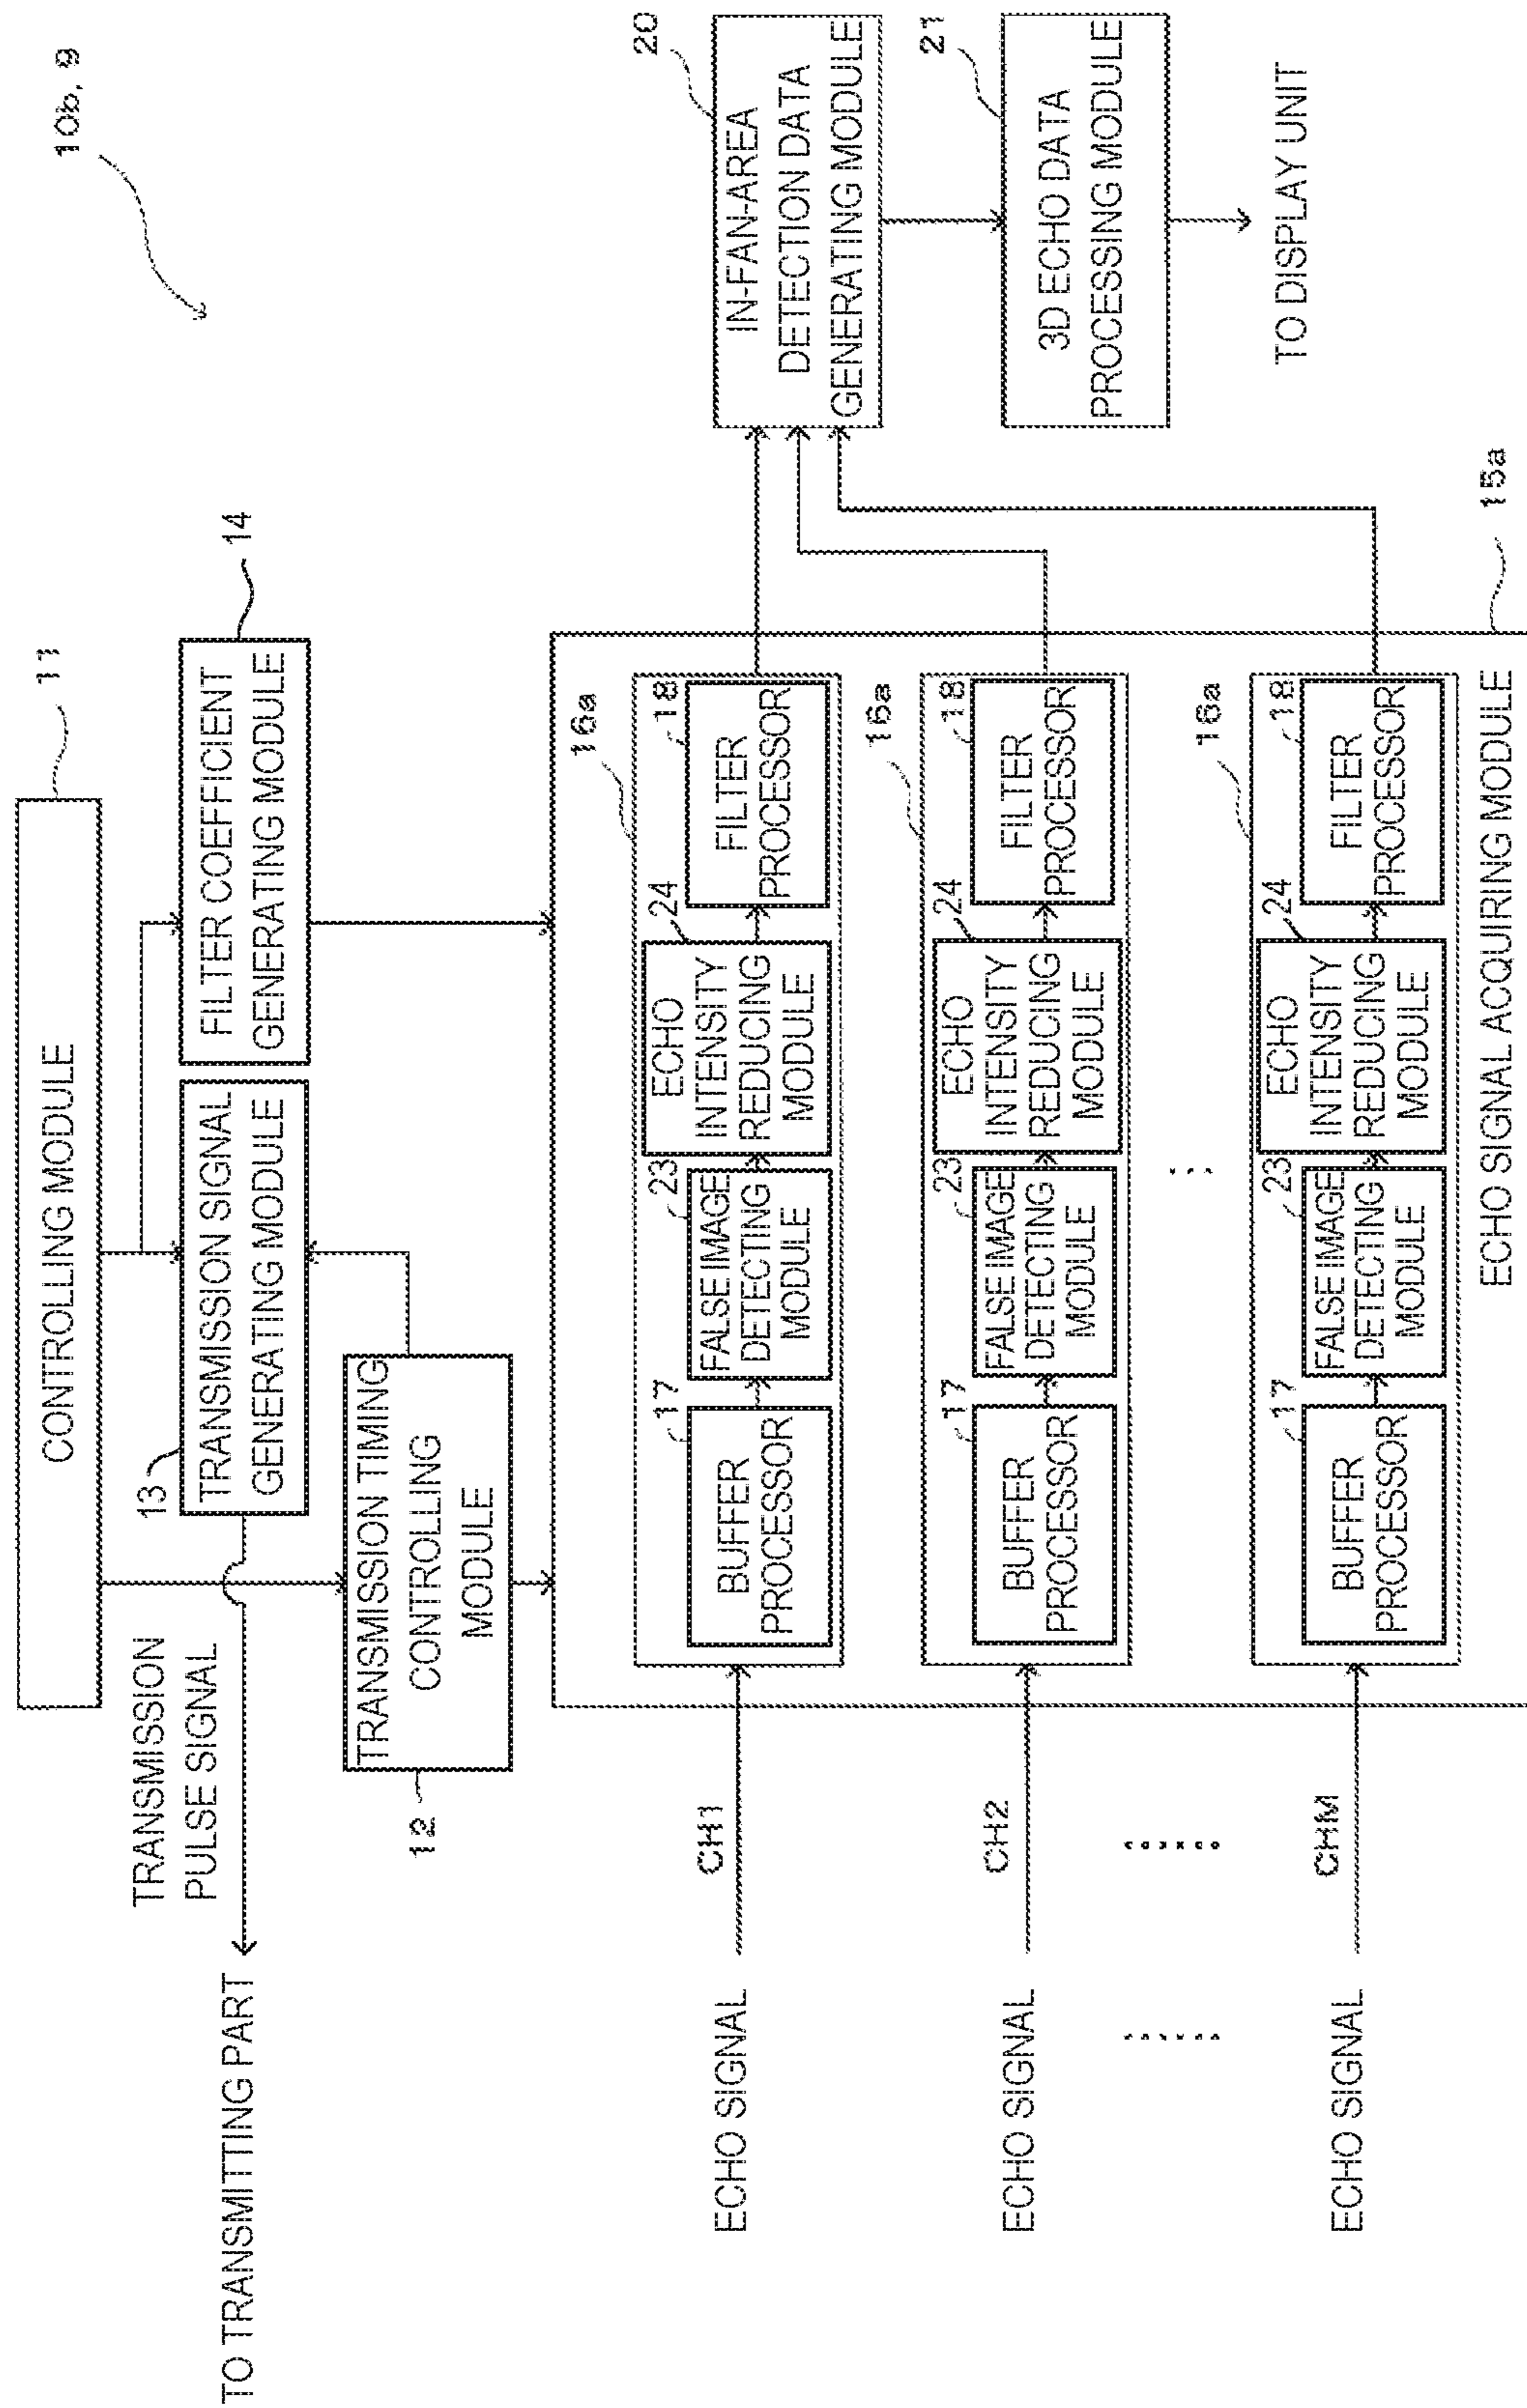 10b, 9
CONTROLLING MODULE
11
TRANSMISSION
PULSE SIGNAL
TO TRANSMITTING PART
13
TRANSMISSION SIGNAL
GENERATING MODULE
FILTER COEFFICIENT
GENERATING MODULE
14
TRANSMISSION TIMING
CONTROLLING
MODULE
12
ECHO SIGNAL
CH1
16a
BUFFER
PROCESSOR
17
FALSE IMAGE
DETECTING
MODULE
23
ECHO
INTENSITY
REDUCING
MODULE
24
FILTER
PROCESSOR
18
ECHO SIGNAL
CH2
16a
BUFFER
PROCESSOR
17
FALSE IMAGE
DETECTING
MODULE
23
ECHO
INTENSITY
REDUCING
MODULE
24
FILTER
PROCESSOR
18
ECHO SIGNAL
CHM
16a
BUFFER
PROCESSOR
17
FALSE IMAGE
DETECTING
MODULE
23
ECHO
INTENSITY
REDUCING
MODULE
24
FILTER
PROCESSOR
18
ECHO SIGNAL ACQUIRING MODULE
15a
20
IN-FAN-AREA
DETECTION DATA
GENERATING MODULE
21
3D ECHO DATA
PROCESSING MODULE
TO DISPLAY UNIT